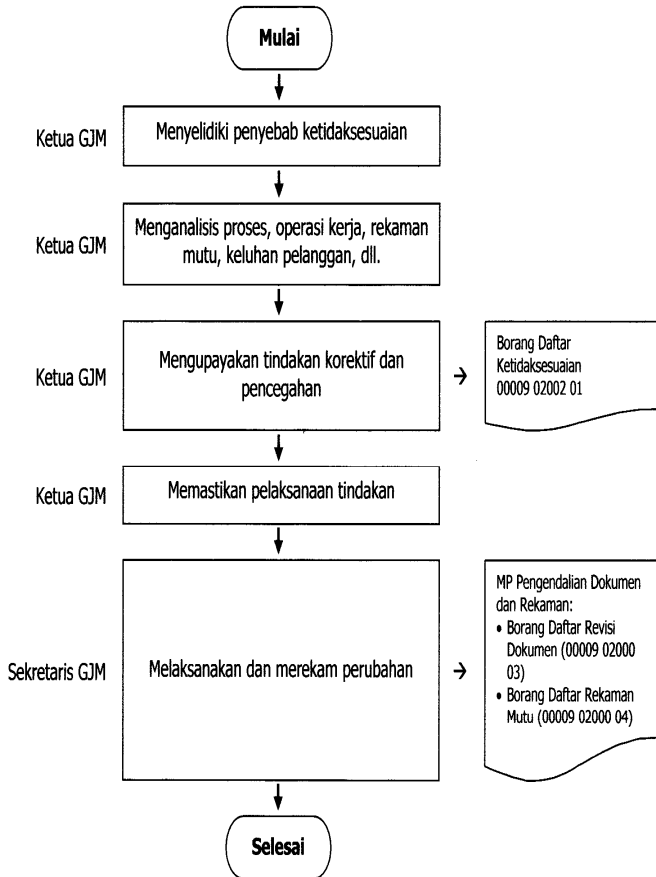 Mulai
Ketua GJM
Menyelidiki penyebab ketidaksesuaian
Ketua GJM
Menganalisis proses, operasi kerja, rekaman
mutu, keluhan pelanggan, dll.
Ketua GJM
Mengupayakan tindakan korektif dan
pencegahan
Borang Daftar
Ketidaksesuaian
00009 02002 01
Ketua GJM
Memastikan pelaksanaan tindakan
Sekretaris GJM
Melaksanakan dan merekam perubahan
MP Pengendalian Dokumen
dan Rekaman:
• Borang Daftar Revisi
Dokumen (00009 02000
03)
• Borang Daftar Rekaman
Mutu (00009 02000 04)
Selesai